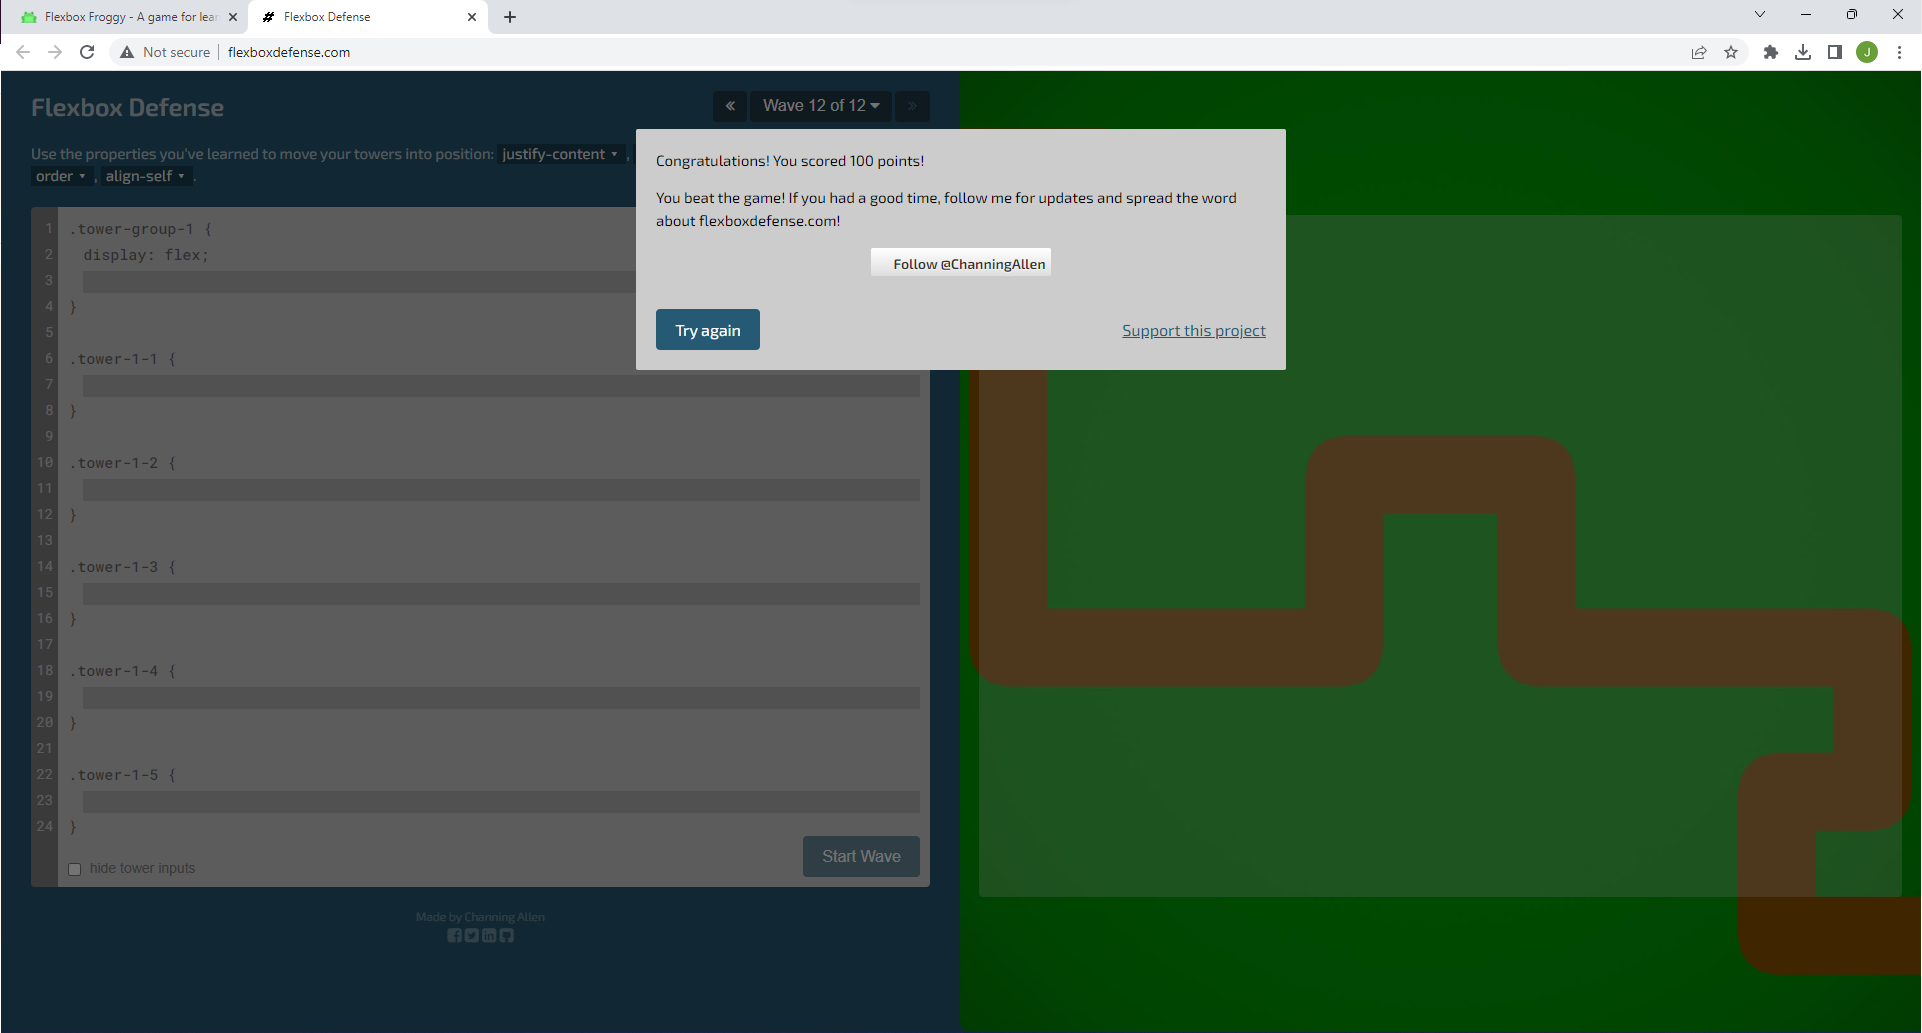 Flexbox Froggy - A game for lear
Flexbox Defense
Not secure
flexboxdefense.com
J
Flexbox Defense
« Wave 12 of 12 »
Use the properties you've learned to move your towers into position: justify-content ,
order , align-self .
Congratulations! You scored 100 points!
You beat the game! If you had a good time, follow me for updates and spread the word
about flexboxdefense.com!
Follow @ChanningAllen
Try again
Support this project
1 .tower-group-1 {
2 display: flex;
3
4 }
5
6 .tower-1-1 {
7
8 }
9
10 .tower-1-2 {
11
12 }
13
14 .tower-1-3 {
15
16 }
17
18 .tower-1-4 {
19
20 }
21
22 .tower-1-5 {
23
24 }
hide tower inputs
Start Wave
Made by Channing Allen